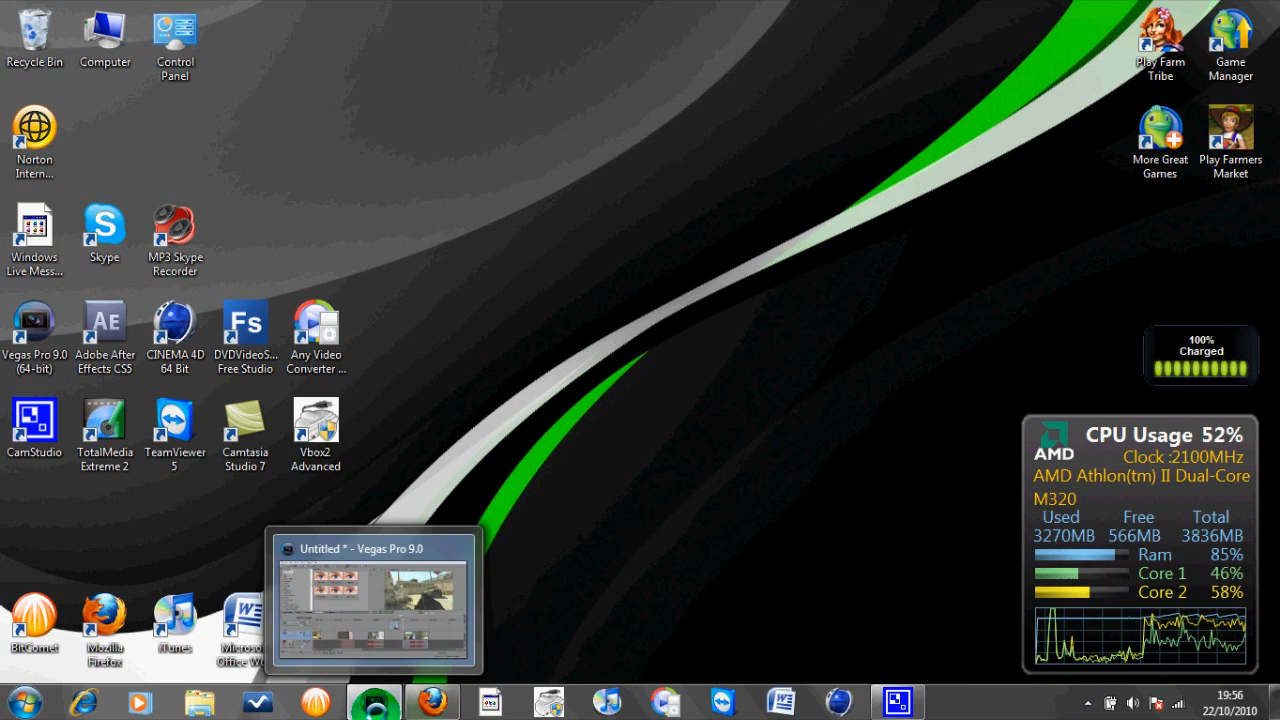 Recycle Bin
Computer
Control
Panel
Play Farm
Tribe
Game
Manager
Norton
Intern...
More Great
Games
Play Farmers
Market
Windows
Live Mess...
S
Skype
MP3 Skype
Recorder
AE
Fs
Vegas Pro 9.0
(64-bit)
Adobe After
Effects CS5
CINEMA 4D
64 Bit
DVDVideoS...
Free Studio
Any Video
Converter ...
100%
Charged
CamStudio
TotalMedia
Extreme 2
TeamViewer
5
Camtasia
Studio 7
Vbox2
Advanced
AMD
CPU Usage 52%
Clock :2100MHz
AMD Athlon(tm) II Dual-Core
M320
Used Free Total
3270MB 566MB 3836MB
Ram 85%
Core 1 46%
Core 2 58%
Untitled * - Vegas Pro 9.0
W
BitComet
Mozilla
Firefox
iTunes
Microso
Office Wo
W
19:56
22/10/2010